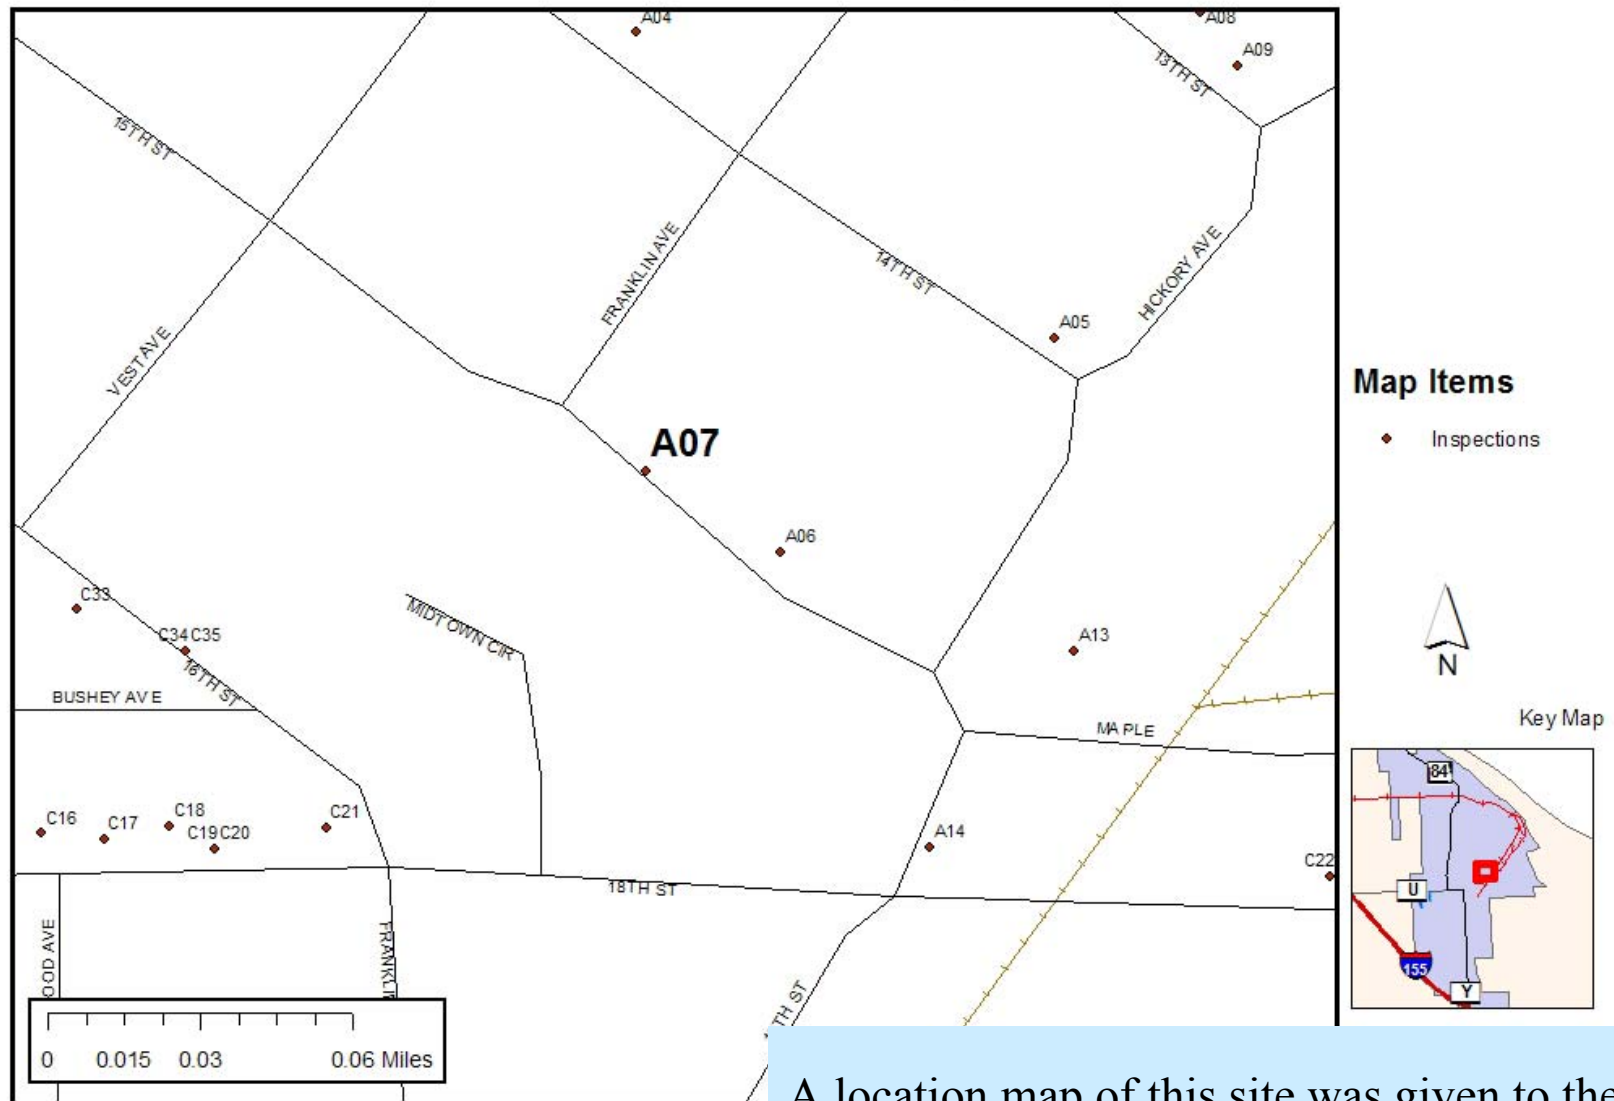 A04
A08
A09
13TH ST
15TH ST
FRANKLIN AVE
14TH ST
HICKORY AVE
A05
VEST AVE
Map Items
Inspections
A07
A06
C33
MIDTOWN CIR
C34 C35
A13
16TH ST
N
BUSHEY AVE
MAPLE
Key Map
84
C16
C17
C18
C19 C20
C21
A14
C22
18TH ST
U
155
Y
OOD AVE
FRANKLIN
TH ST
0 0.015 0.03 0.06 Miles
A location map of this site was given to the